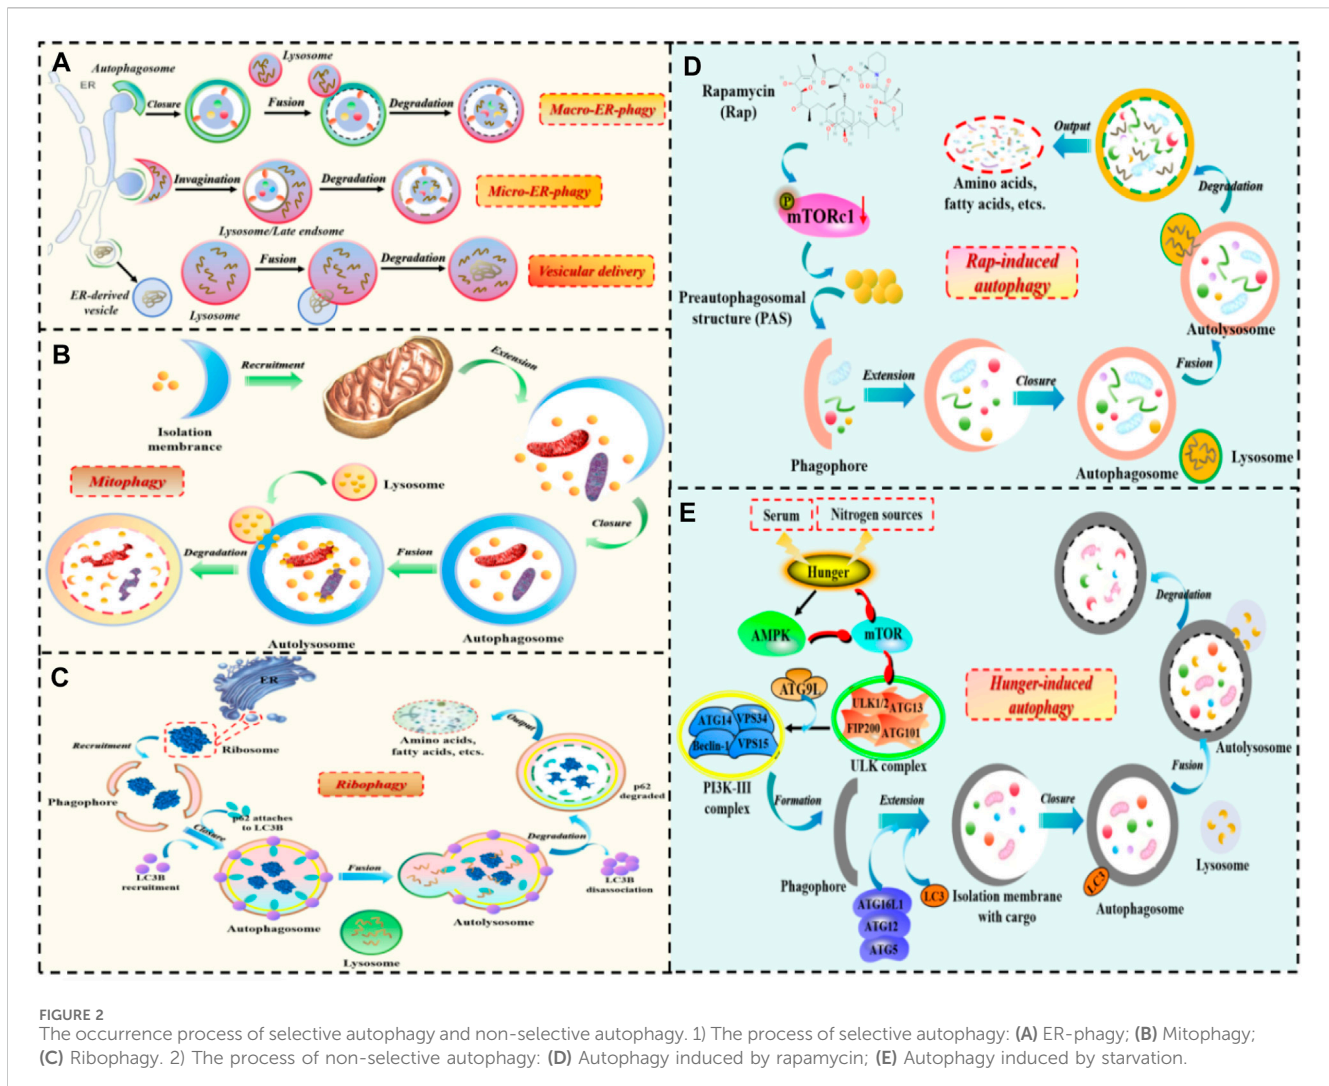 A
ER
Autophagosome
Lysosome
Closure
Fusion
Degradation
Macro-ER-phagy
Invagination
Degradation
Micro-ER-phagy
Lysosome/Late endsome
Fusion
Degradation
Vesicular delivery
ER-derived
vesicle
Lysosome
B
Recruitment
Extension
Isolation
membrance
Mitophagy
Lysosome
Closure
Degradation
Fusion
Autolysosome
Autophagosome
C
ER
Recruitment
Ribosome
Phagophore
Amino acids,
fatty acids, etcs.
Output
Ribophagy
p62
degraded
p62 attaches
to LC3B
Closure
LC3B
recruitment
Fusion
Degradation
LC3B
disassociation
Autophagosome
Autolysosome
Lysosome
D
Rapamycin
(Rap)
P
mTORc1
Preautophagosomal
structure (PAS)
Amino acids,
fatty acids, etcs.
Output
Degradation
Rap-induced
autophagy
Autolysosome
Fusion
Extension
Closure
Phagophore
Autophagosome
Lysosome
E
Serum
Nitrogen sources
Hunger
AMPK
mTOR
ATG9L
ULK1/2
ATG13
FIP200
ATG101
ULK complex
ATG14
VPS34
Beclin-1
VPS15
PI3K-III
complex
Hunger-induced
autophagy
Degradation
Autolysosome
Fusion
Formation
Extension
Closure
Phagophore
LC3
ATG16L1
ATG12
ATG5
Isolation membrane
with cargo
LC3
Autophagosome
Lysosome
FIGURE 2
The occurrence process of selective autophagy and non-selective autophagy. 1) The process of selective autophagy: (A) ER-phagy; (B) Mitophagy;
(C) Ribophagy. 2) The process of non-selective autophagy: (D) Autophagy induced by rapamycin; (E) Autophagy induced by starvation.